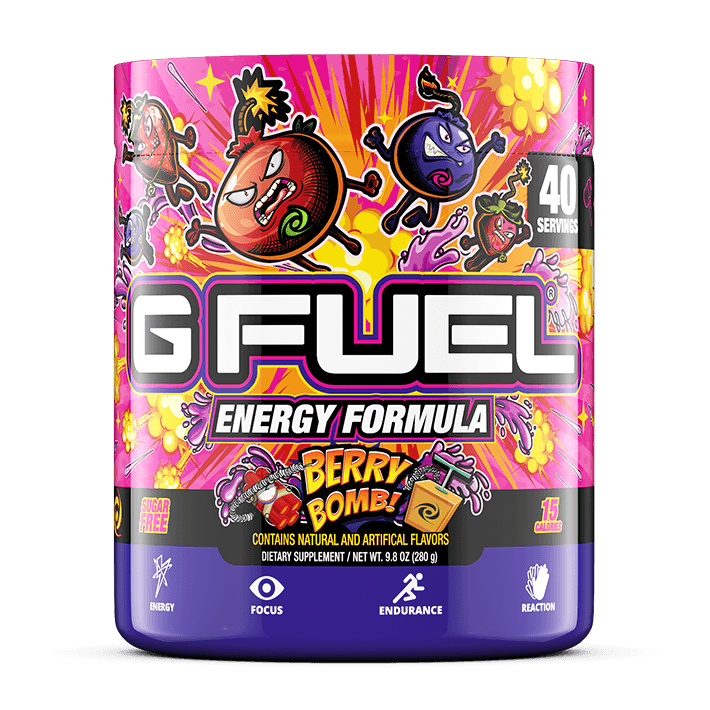 40
SERVINGS
G FUEL®
ENERGY FORMULA
BERRY
BOMB!
SUGAR
FREE
15
CALORIES
CONTAINS NATURAL AND ARTIFICIAL FLAVORS
DIETARY SUPPLEMENT / NET WT. 9.8 OZ (280 g)
ENERGY
FOCUS
ENDURANCE
REACTION